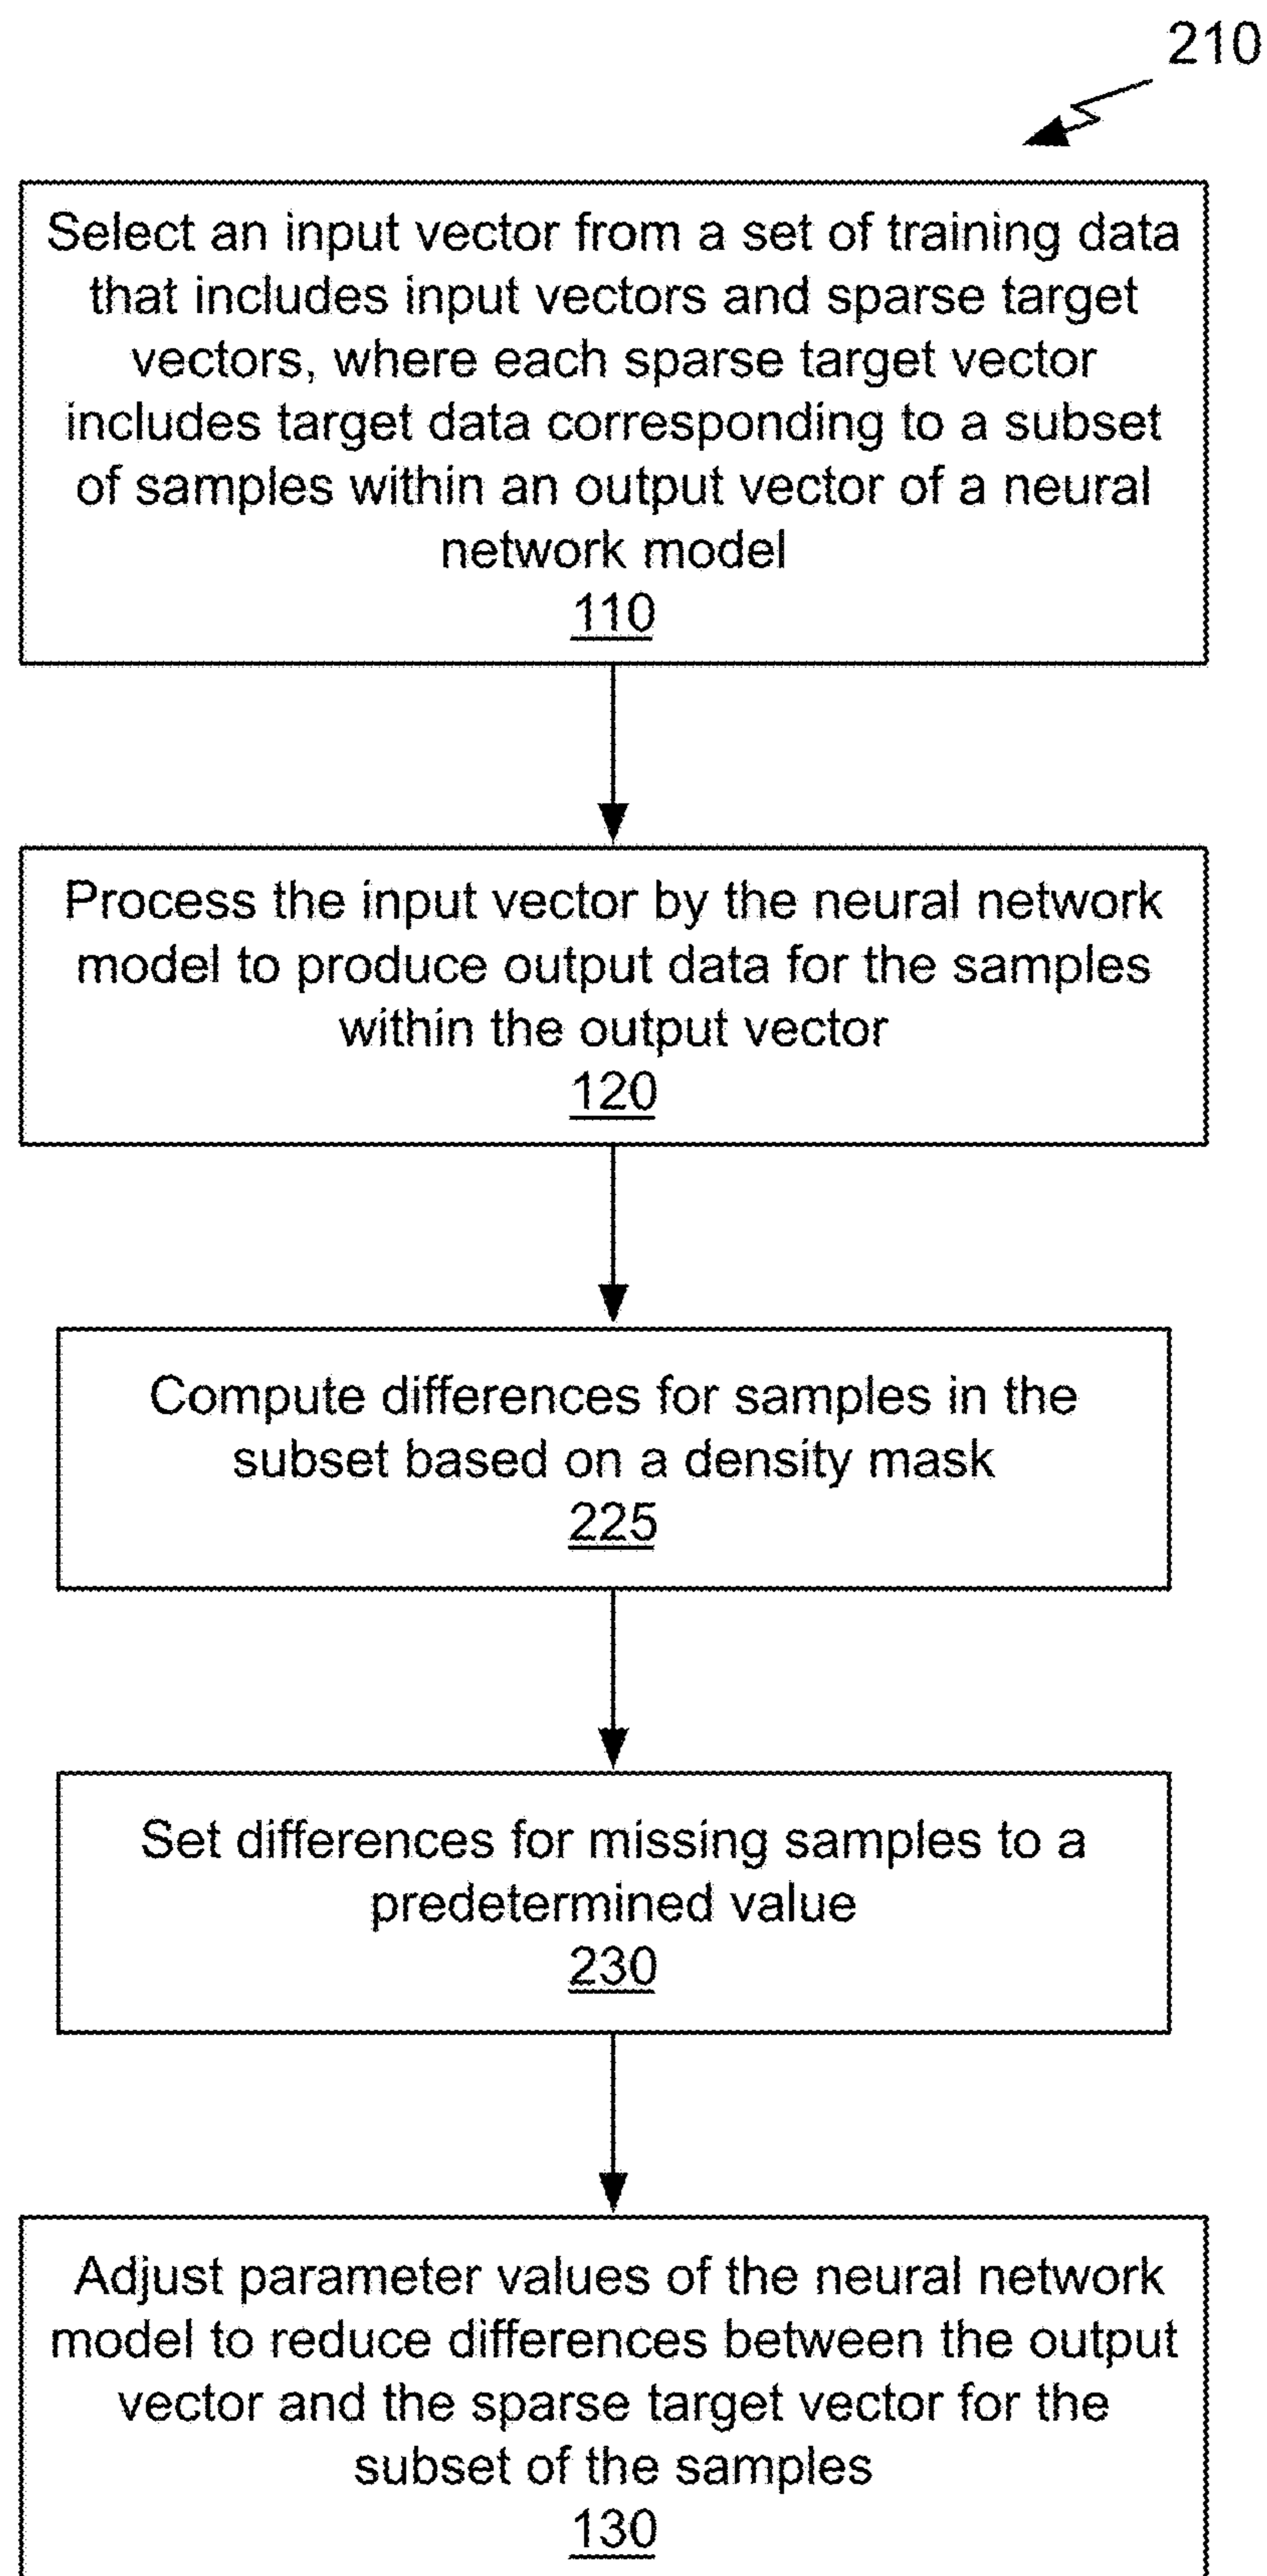 210
Select an input vector from a set of training data
that includes input vectors and sparse target
vectors, where each sparse target vector
includes target data corresponding to a subset
of samples within an output vector of a neural
network model
110
Process the input vector by the neural network
model to produce output data for the samples
within the output vector
120
Compute differences for samples in the
subset based on a density mask
225
Set differences for missing samples to a
predetermined value
230
Adjust parameter values of the neural network
model to reduce differences between the output
vector and the sparse target vector for the
subset of the samples
130